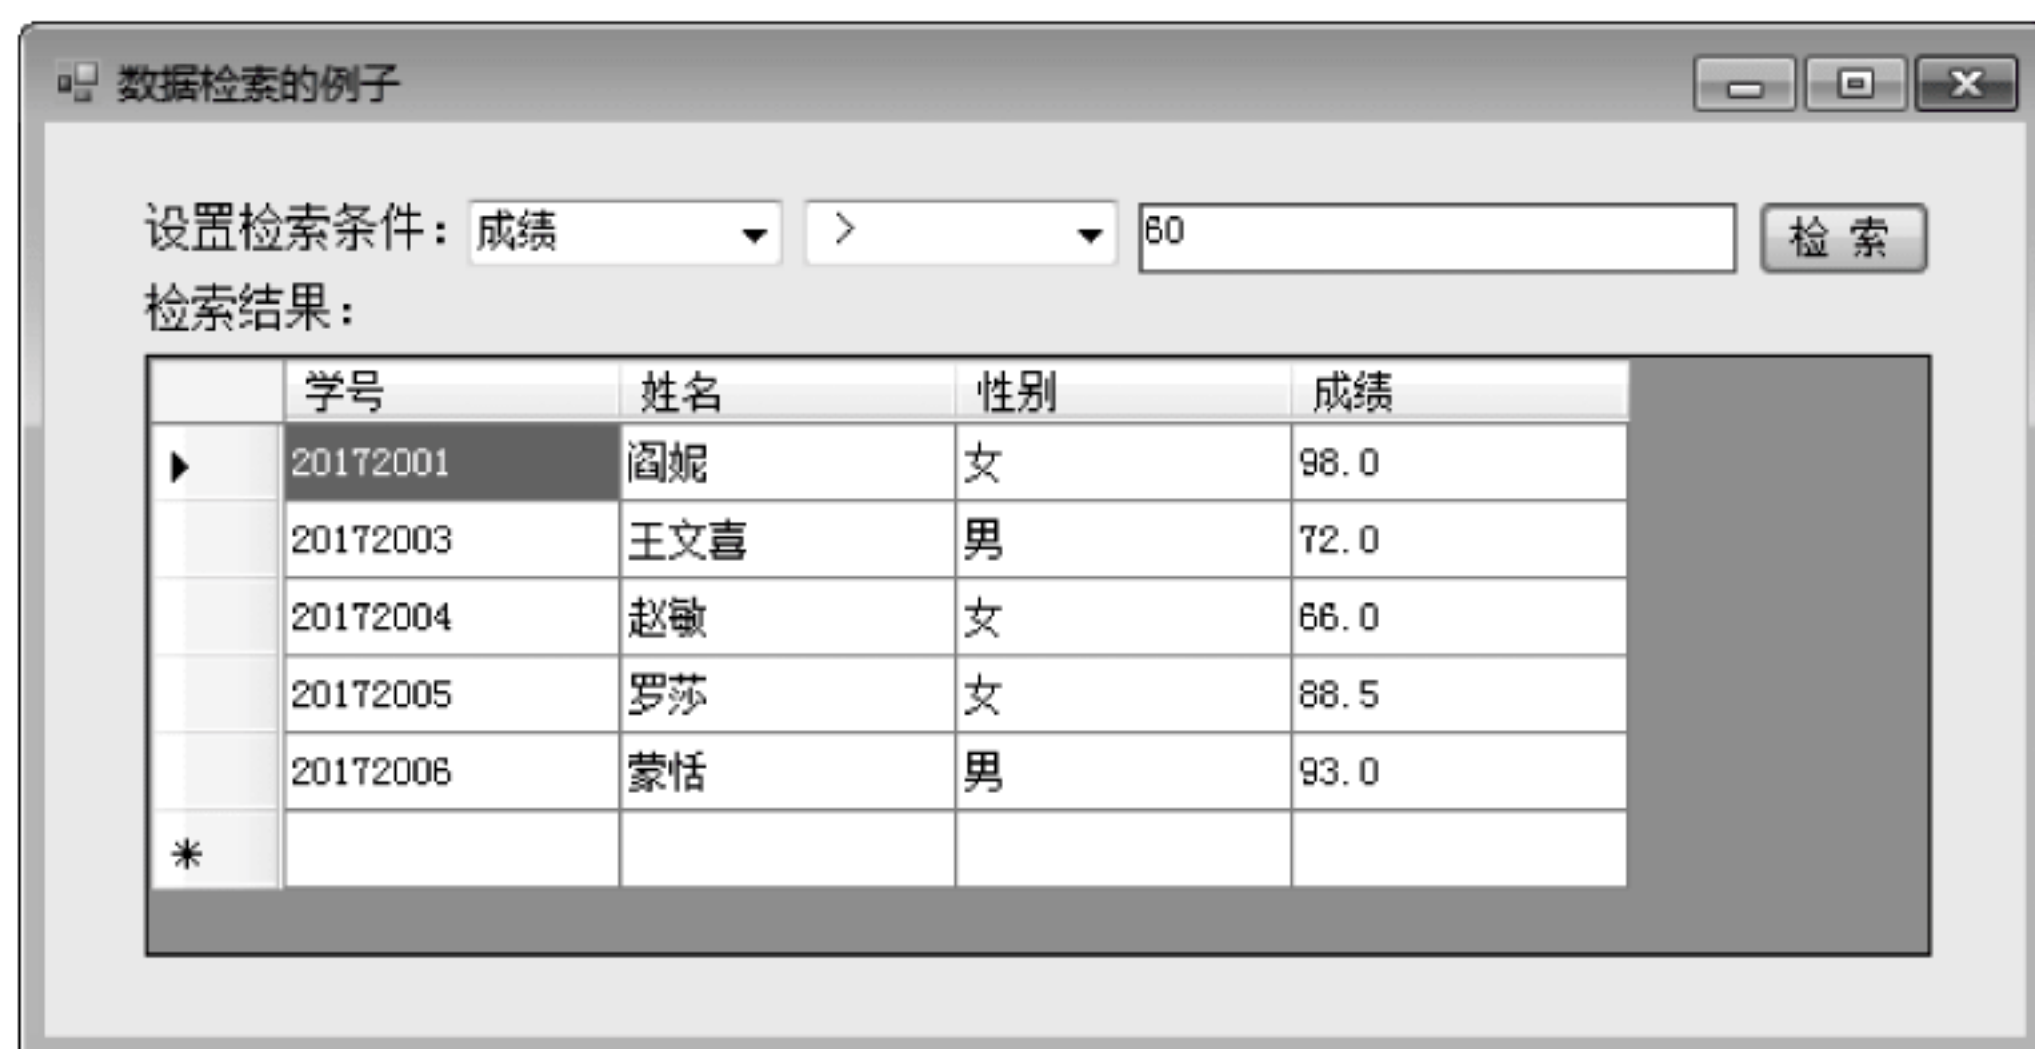 数据检索的例子
设置检索条件: 成绩 > 60 检 索
检索结果:
学号 姓名 性别 成绩
20172001 阎妮 女 98.0
20172003 王文喜 男 72.0
20172004 赵敏 女 66.0
20172005 罗莎 女 88.5
20172006 蒙恬 男 93.0
*